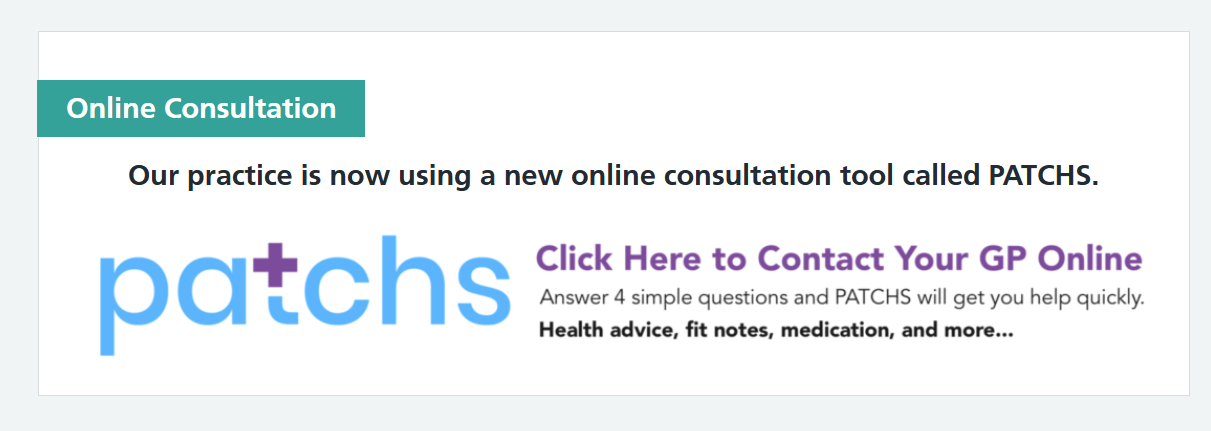 Online Consultation
Our practice is now using a new online consultation tool called PATCHS.
patchs
Click Here to Contact Your GP Online
Answer 4 simple questions and PATCHS will get you help quickly.
Health advice, fit notes, medication, and more...